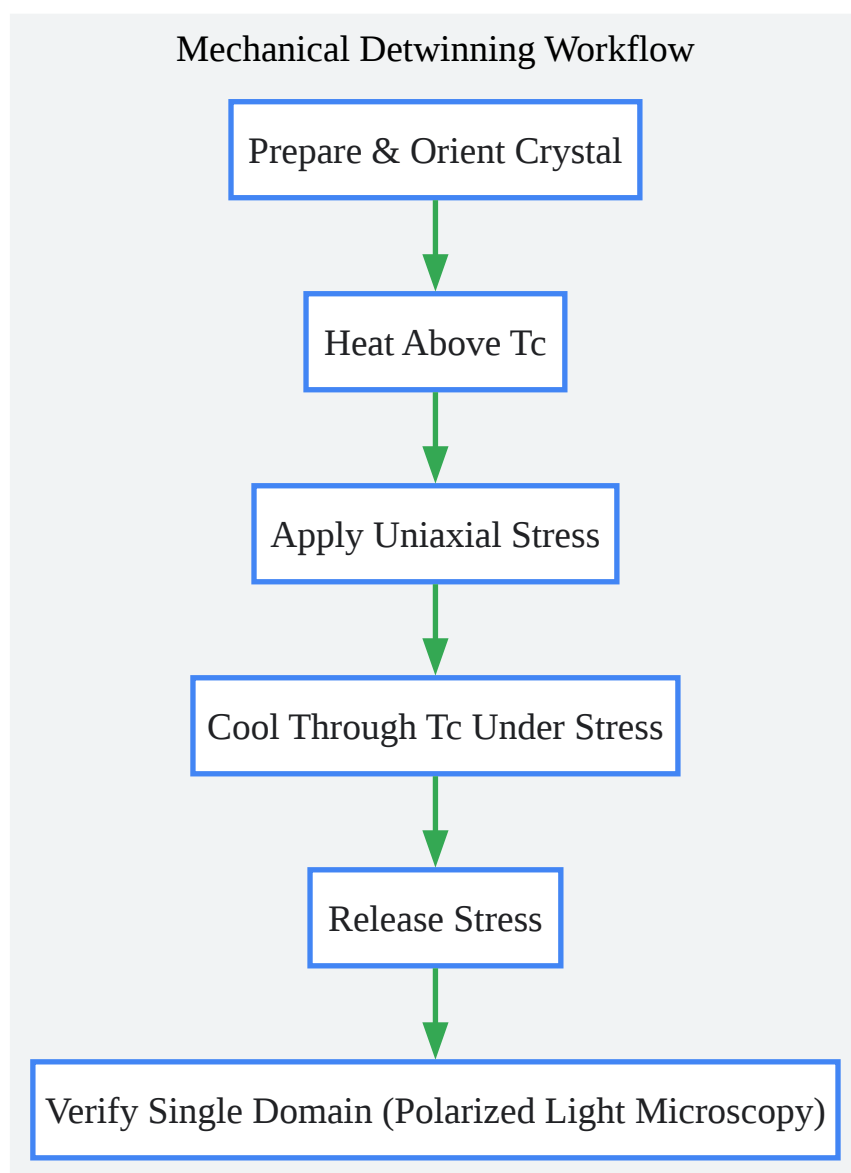 Mechanical Detwinning Workflow
Prepare & Orient Crystal
Heat Above Tc
Apply Uniaxial Stress
Cool Through Tc Under Stress
Release Stress
Verify Single Domain (Polarized Light Microscopy)